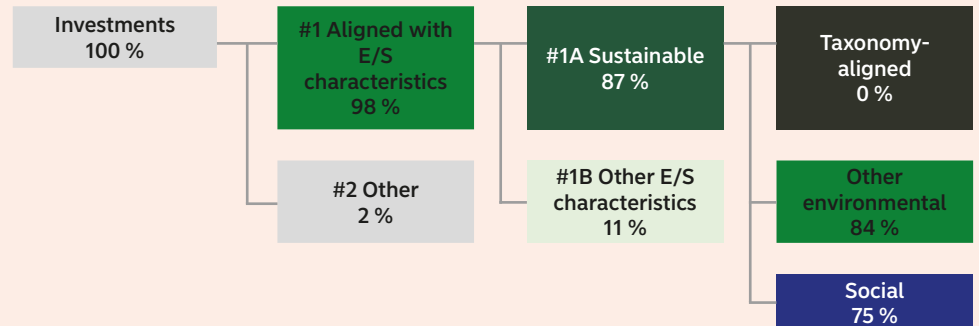 Investments
100 %
#1 Aligned with
E/S
characteristics
98 %
#1A Sustainable
87 %
Taxonomy-
aligned
0 %
#2 Other
2 %
#1B Other E/S
characteristics
11 %
Other
environmental
84 %
Social
75 %